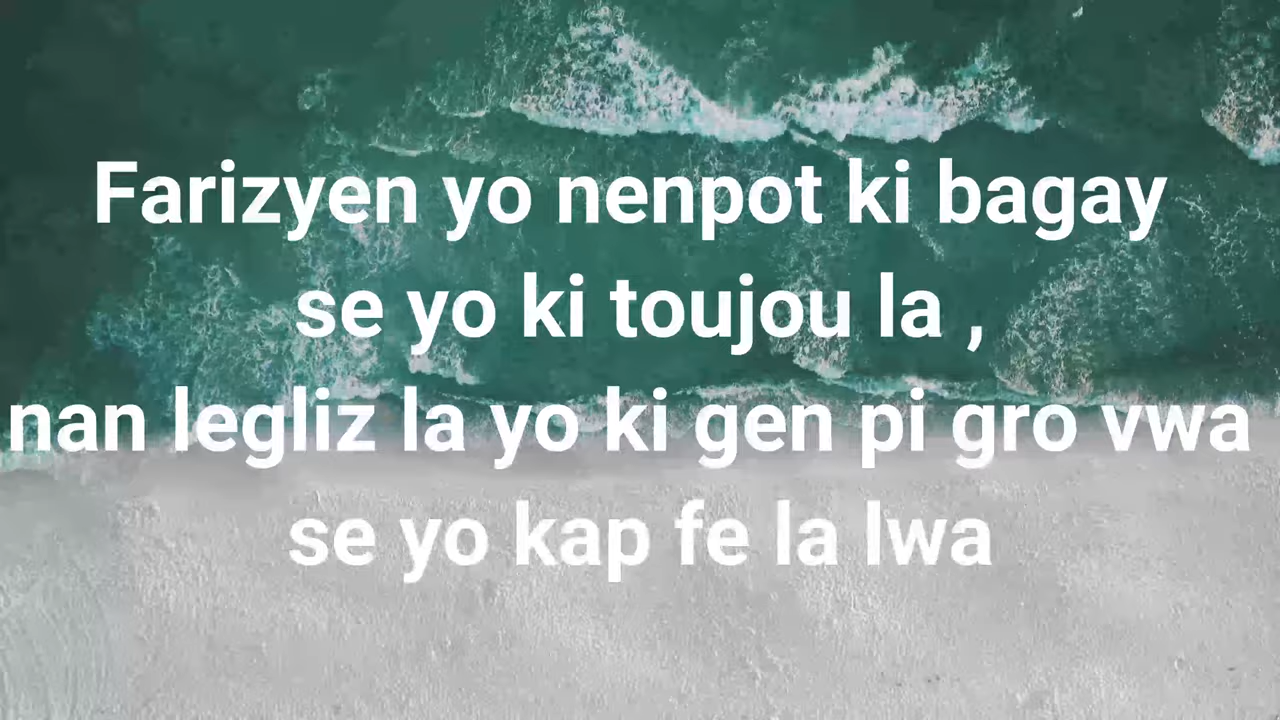 Farizyen yo nenpot ki bagay
se yo ki toujou la ,
nan legliz la yo ki gen pi gro vwa
se yo kap fe la lwa